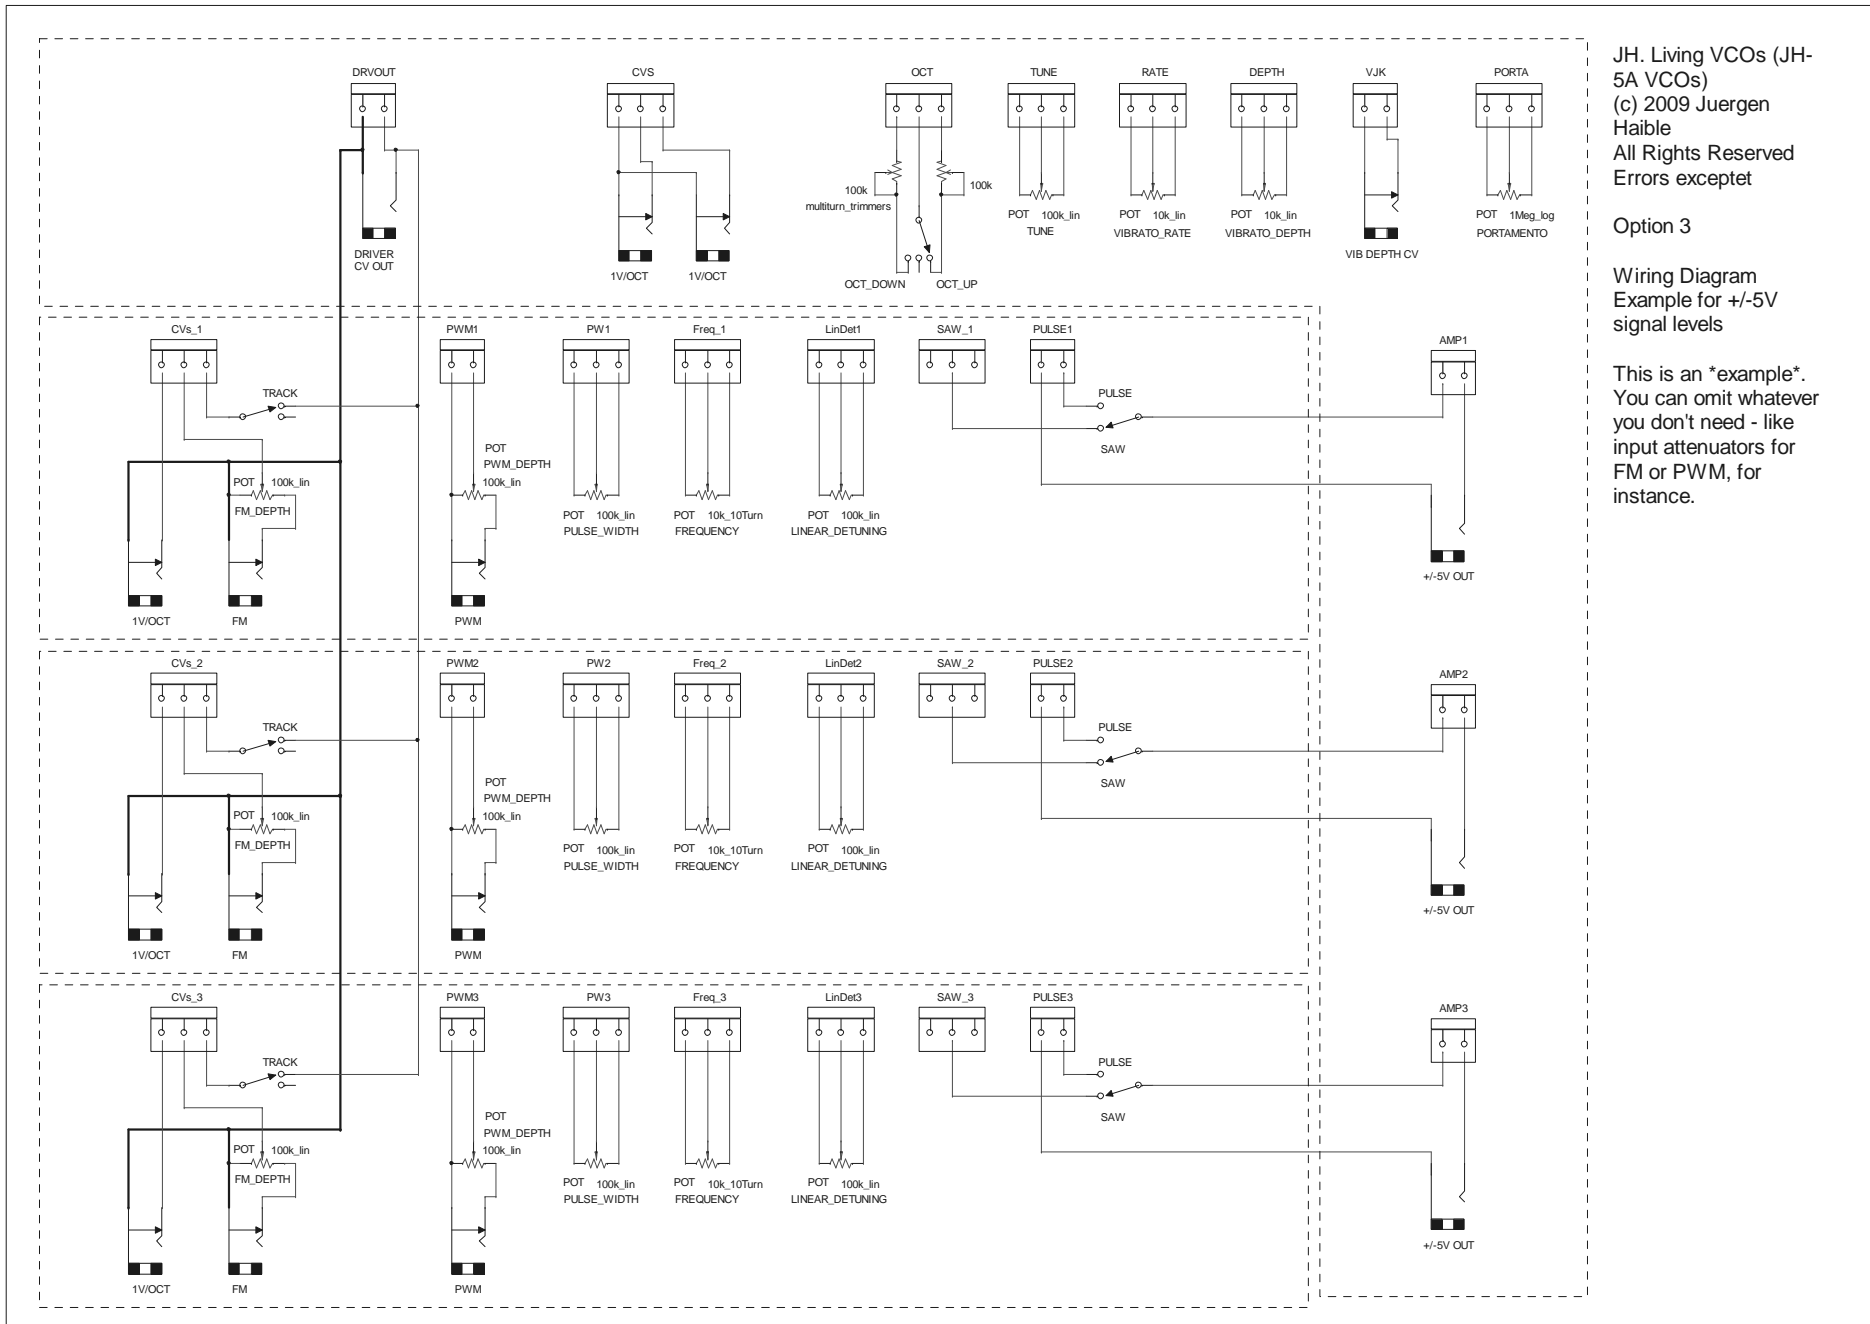 DRVOUT CVS OCT TUNE RATE DEPTH VJK PORTA
100k 100k
multiturn_trimmers
POT 100k_lin POT 10k_lin POT 10k_lin POT 1Meg_log
TUNE VIBRATO_RATE VIBRATO_DEPTH PORTAMENTO
DRIVER
CV OUT
1V/OCT 1V/OCT
OCT_DOWN OCT_UP
VIB DEPTH CV
JH. Living VCOs (JH-
5A VCOs)
(c) 2009 Juergen
Haible
All Rights Reserved
Errors exceptet
Option 3
Wiring Diagram
Example for +/-5V
signal levels
This is an *example*.
You can omit whatever
you don't need - like
input attenuators for
FM or PWM, for
instance.
CVs_1 PWM1 PW1 Freq_1 LinDet1 SAW_1 PULSE1 AMP1
TRACK PULSE
SAW
POT
PWM_DEPTH
POT 100k_lin 100k_lin
FM_DEPTH
POT 100k_lin POT 10k_10Turn POT 100k_lin
PULSE_WIDTH FREQUENCY LINEAR_DETUNING
+/-5V OUT
1V/OCT FM PWM
CVs_2 PWM2 PW2 Freq_2 LinDet2 SAW_2 PULSE2 AMP2
TRACK PULSE
SAW
POT
PWM_DEPTH
POT 100k_lin 100k_lin
FM_DEPTH
POT 100k_lin POT 10k_10Turn POT 100k_lin
PULSE_WIDTH FREQUENCY LINEAR_DETUNING
+/-5V OUT
1V/OCT FM PWM
CVs_3 PWM3 PW3 Freq_3 LinDet3 SAW_3 PULSE3 AMP3
TRACK PULSE
SAW
POT
PWM_DEPTH
POT 100k_lin 100k_lin
FM_DEPTH
POT 100k_lin POT 10k_10Turn POT 100k_lin
PULSE_WIDTH FREQUENCY LINEAR_DETUNING
+/-5V OUT
1V/OCT FM PWM